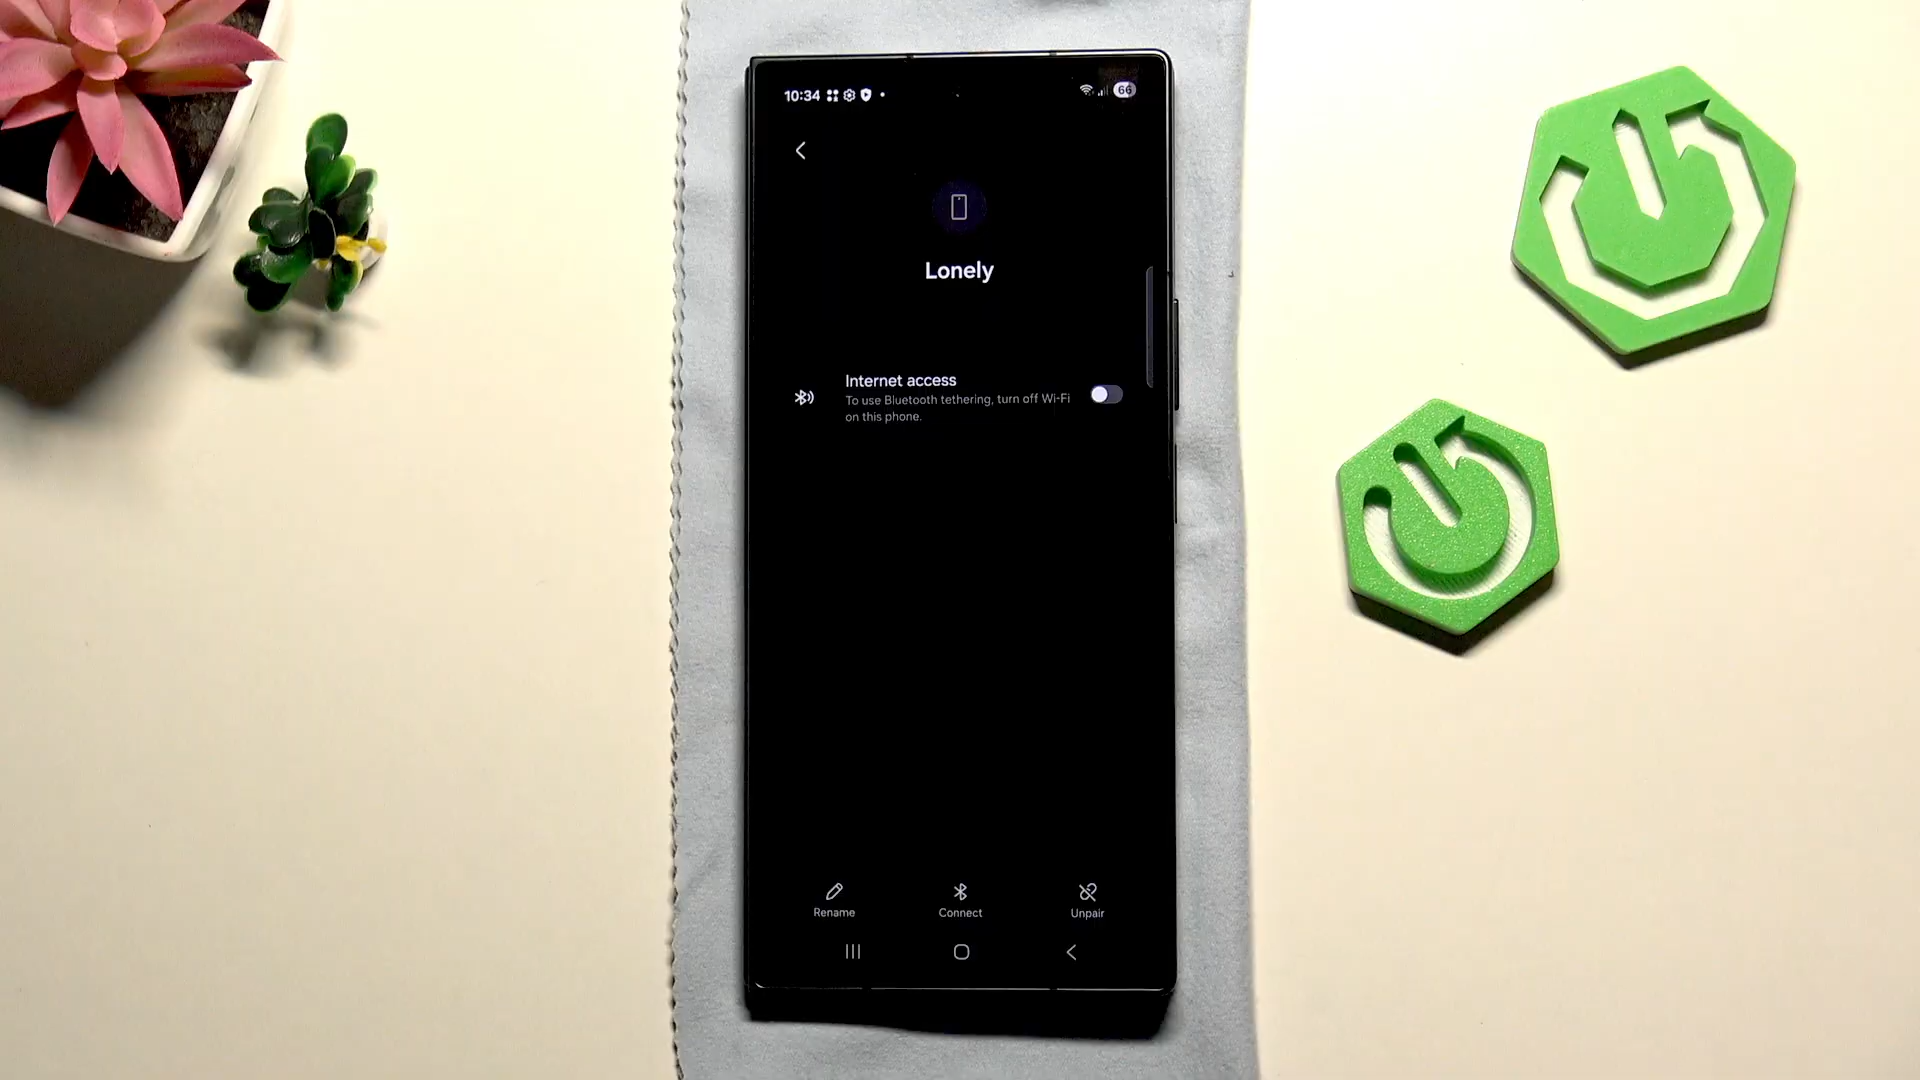 10:34
66
Lonely
Internet access
To use Bluetooth tethering, turn off Wi-Fi
on this phone.
Rename
Connect
Unpair